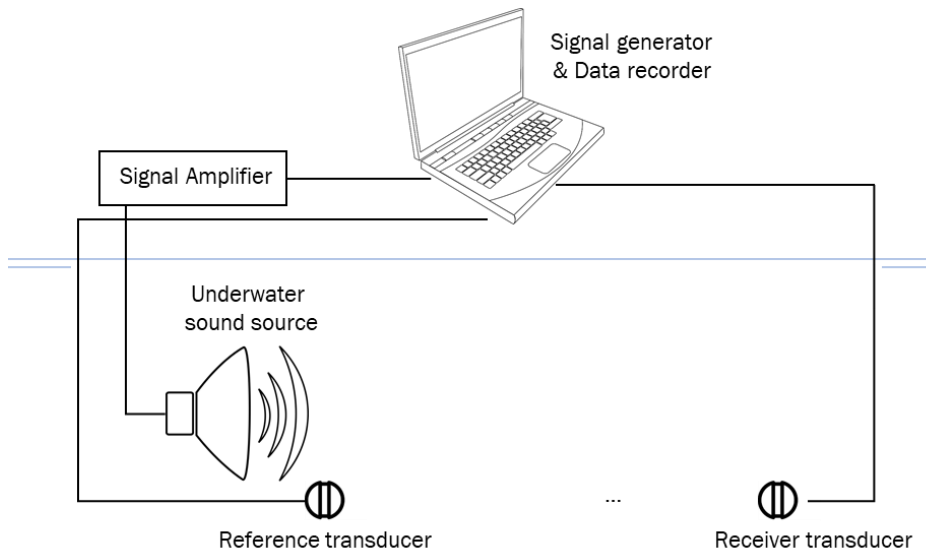 Signal generator
& Data recorder
Signal Amplifier
Underwater
sound source
...
Reference transducer
Receiver transducer